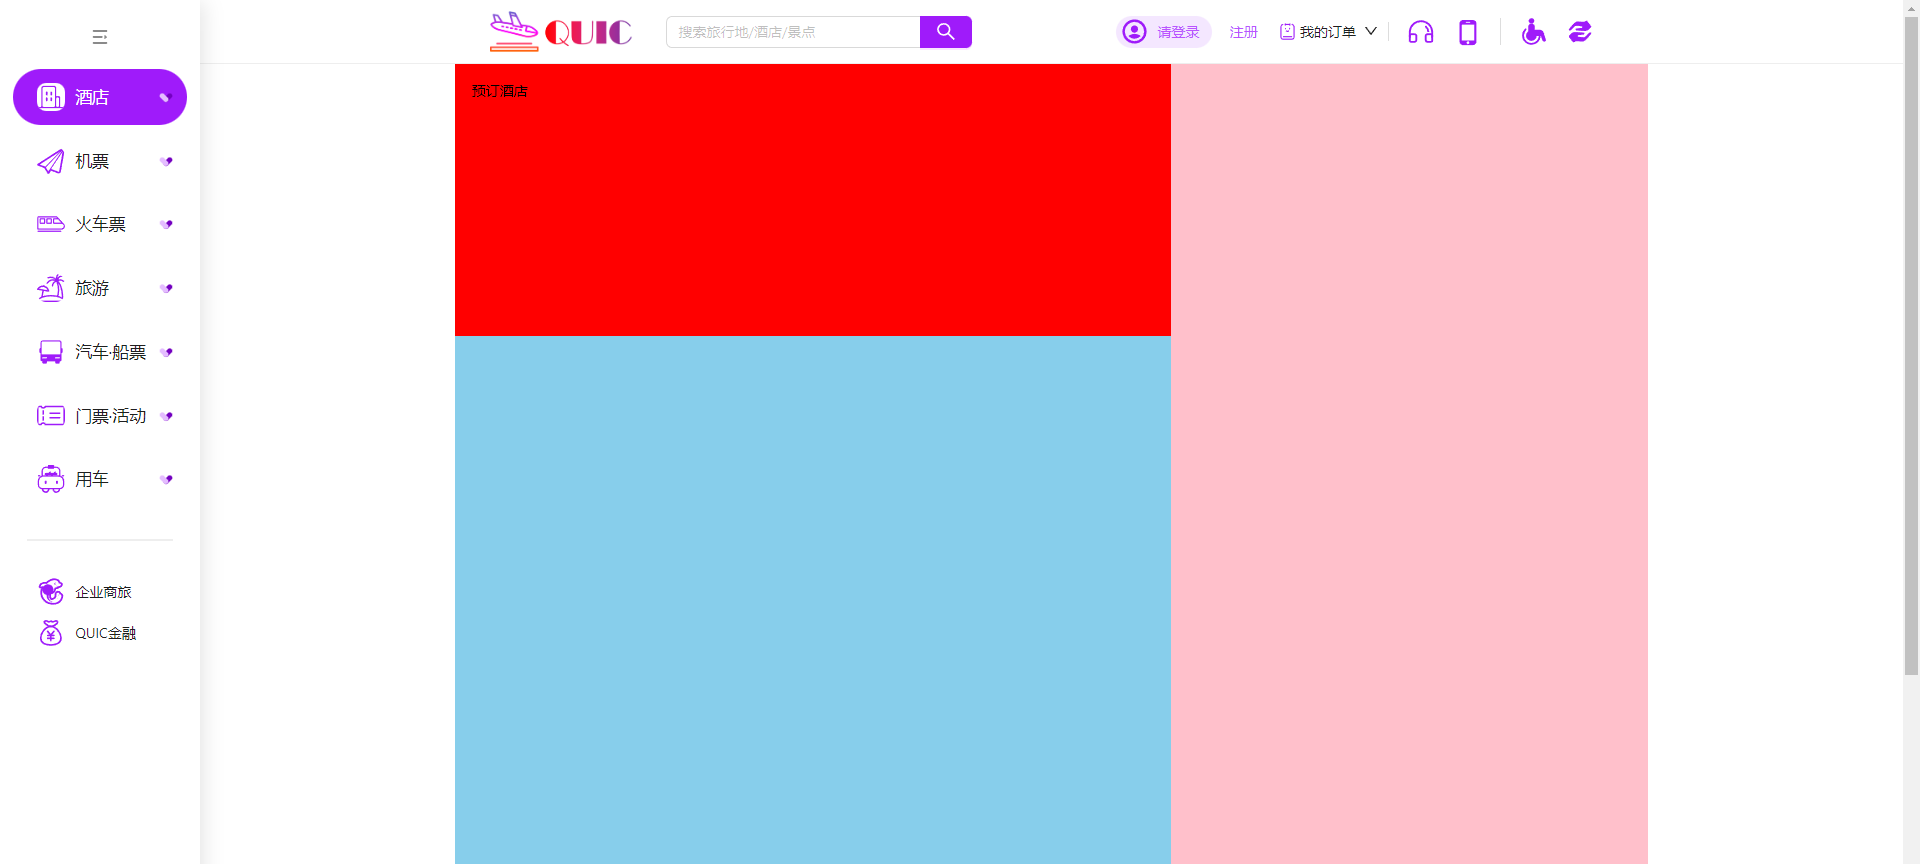 QUIC
搜索旅行地/酒店/景点
请登录
注册
我的订单
酒店
机票
火车票
旅游
汽车·船票
门票·活动
用车
企业商旅
QUIC金融
预订酒店